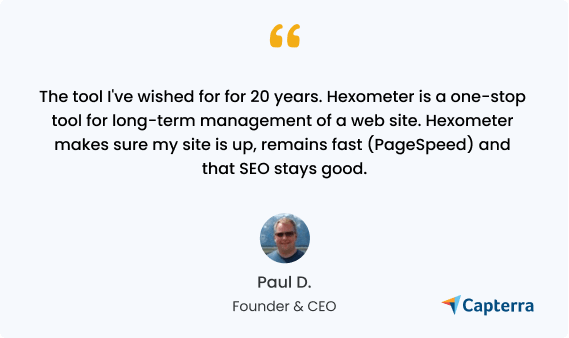 The tool I've wished for for 20 years. Hexometer is a one-stop
tool for long-term management of a web site. Hexometer
makes sure my site is up, remains fast (PageSpeed) and
that SEO stays good.
Paul D.
Founder & CEO
Capterra